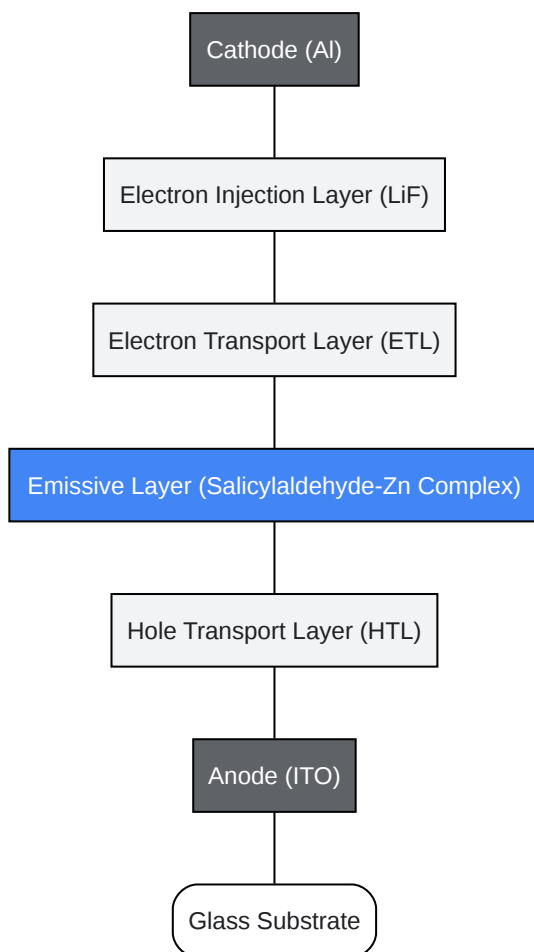 Cathode (Al)
Electron Injection Layer (LiF)
Electron Transport Layer (ETL)
Emissive Layer (Salicylaldehyde-Zn Complex)
Hole Transport Layer (HTL)
Anode (ITO)
Glass Substrate